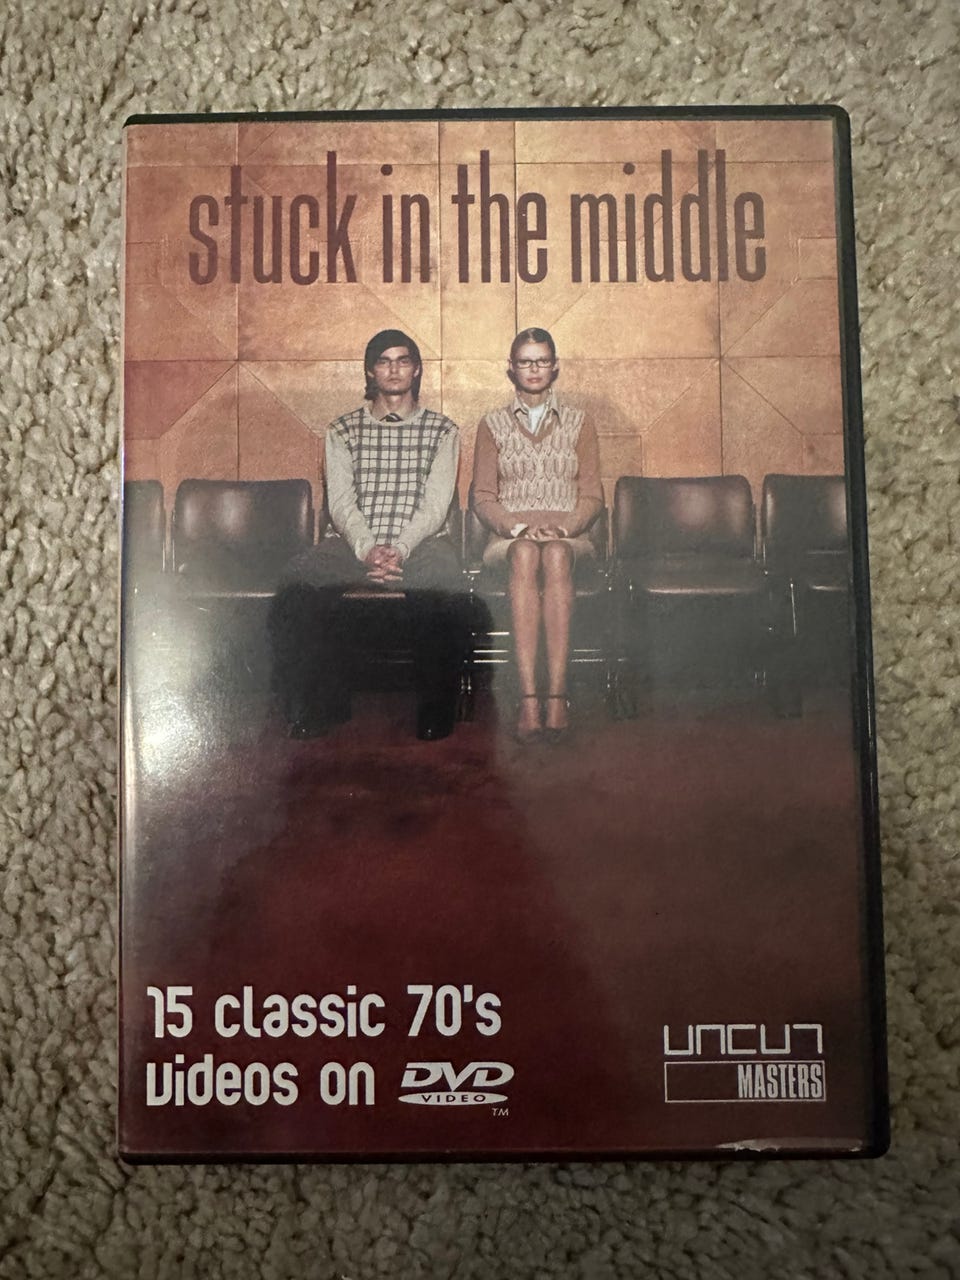 stuck in the middle
15 classic 70's
videos on DVD
VIDEO
TM
UNCUT
MASTERS